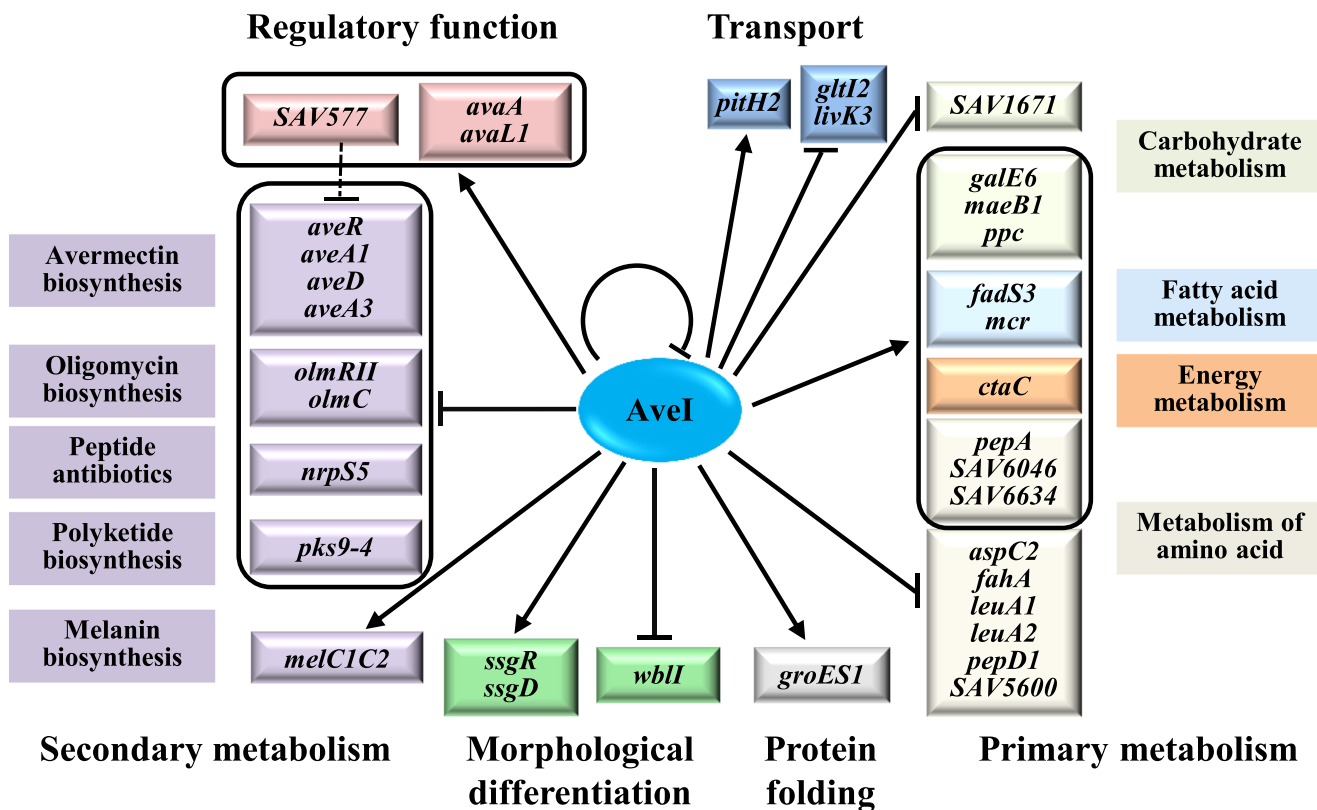 Regulatory function
Transport
SAV577
avaA
avaL1
pitH2
gltI2
livK3
SAV1671
Carbohydrate
metabolism
galE6
maeB1
ppc
Avermectin
biosynthesis
aveR
aveA1
aveD
aveA3
fadS3
mcr
Fatty acid
metabolism
Oligomycin
biosynthesis
olmRII
olmC
AveI
ctaC
Energy
metabolism
Peptide
antibiotics
nrpS5
pepA
SAV6046
SAV6634
Polyketide
biosynthesis
pks9-4
Metabolism of
amino acid
aspC2
fahA
leuA1
leuA2
pepD1
SAV5600
Melanin
biosynthesis
melC1C2
ssgR
ssgD
wblI
groES1
Secondary metabolism
Morphological
differentiation
Protein
folding
Primary metabolism